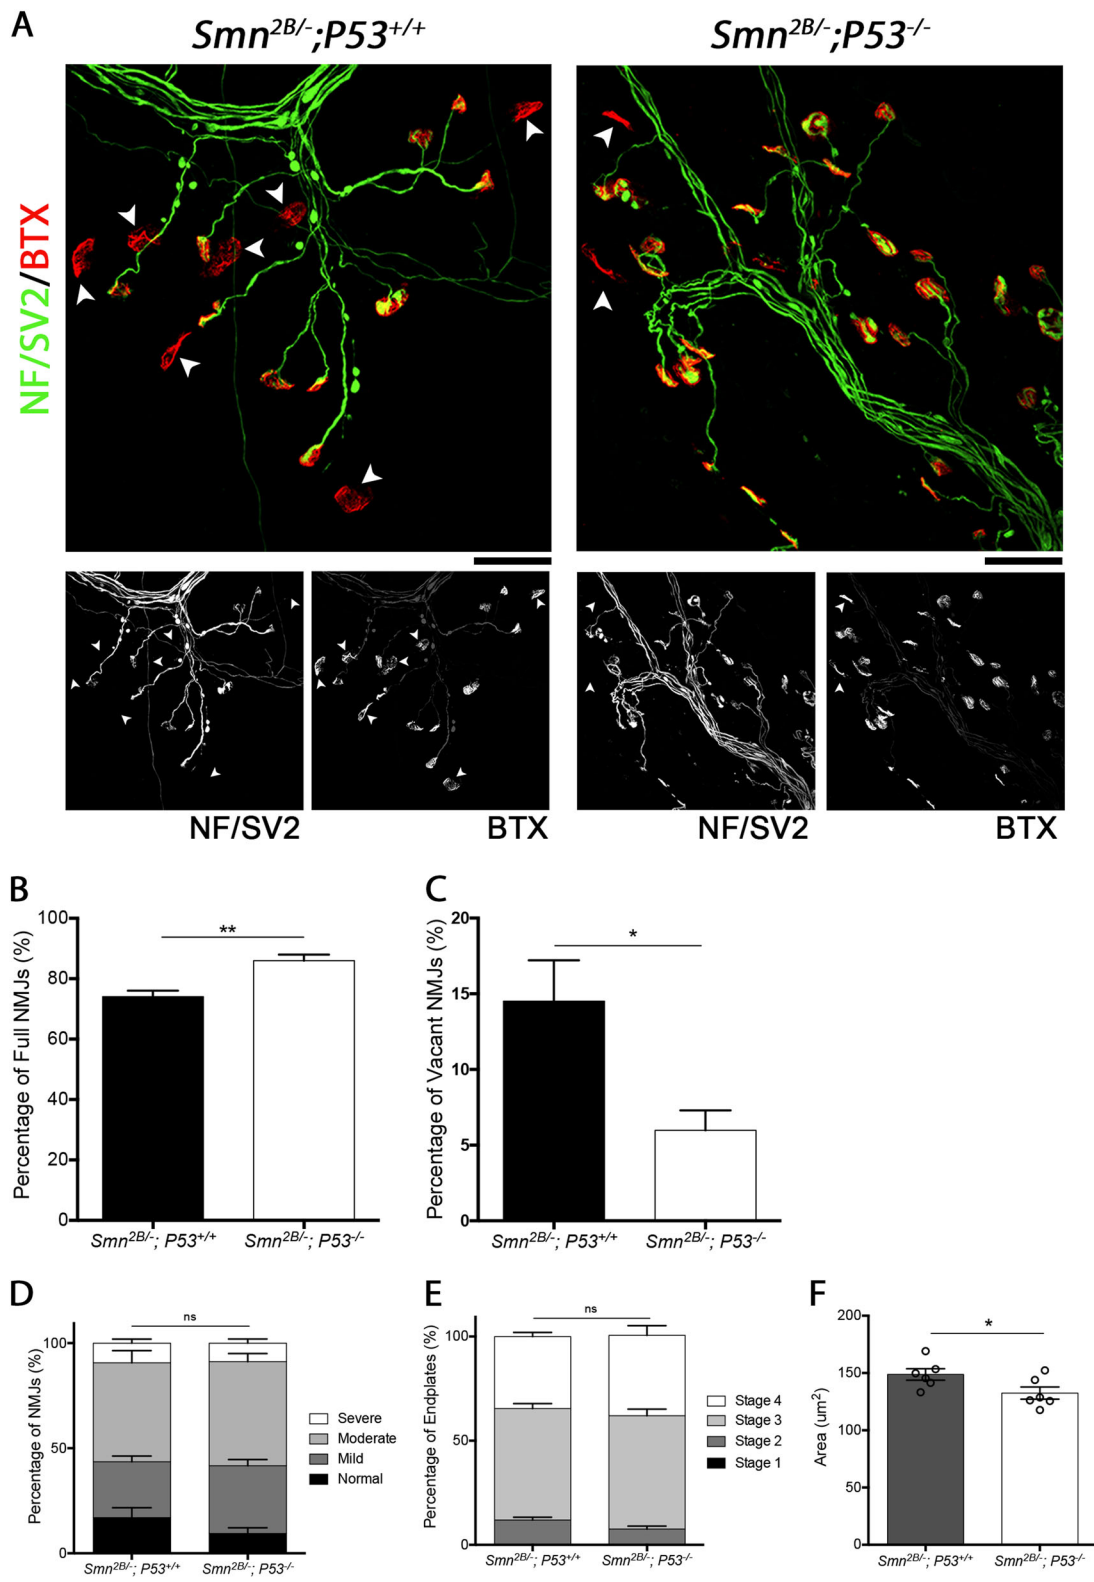 A
Smn²ᴮ/⁻;P53⁺/⁺
Smn²ᴮ/⁻;P53⁻/⁻
NF/SV2/BTX
NF/SV2
BTX
NF/SV2
BTX
B
Percentage of Full NMJs (%)
100
80
60
40
20
0
**
Smn²ᴮ/⁻; P53⁺/⁺
Smn²ᴮ/⁻; P53⁻/⁻
C
Percentage of Vacant NMJs (%)
20
15
10
5
0
*
Smn²ᴮ/⁻; P53⁺/⁺
Smn²ᴮ/⁻; P53⁻/⁻
D
Percentage of NMJs (%)
100
50
0
ns
Severe
Moderate
Mild
Normal
Smn²ᴮ/⁻; P53⁺/⁺
Smn²ᴮ/⁻; P53⁻/⁻
E
Percentage of Endplates (%)
100
50
0
ns
Stage 4
Stage 3
Stage 2
Stage 1
Smn²ᴮ/⁻; P53⁺/⁺
Smn²ᴮ/⁻; P53⁻/⁻
F
Area (um²)
200
150
100
50
0
*
Smn²ᴮ/⁻; P53⁺/⁺
Smn²ᴮ/⁻; P53⁻/⁻